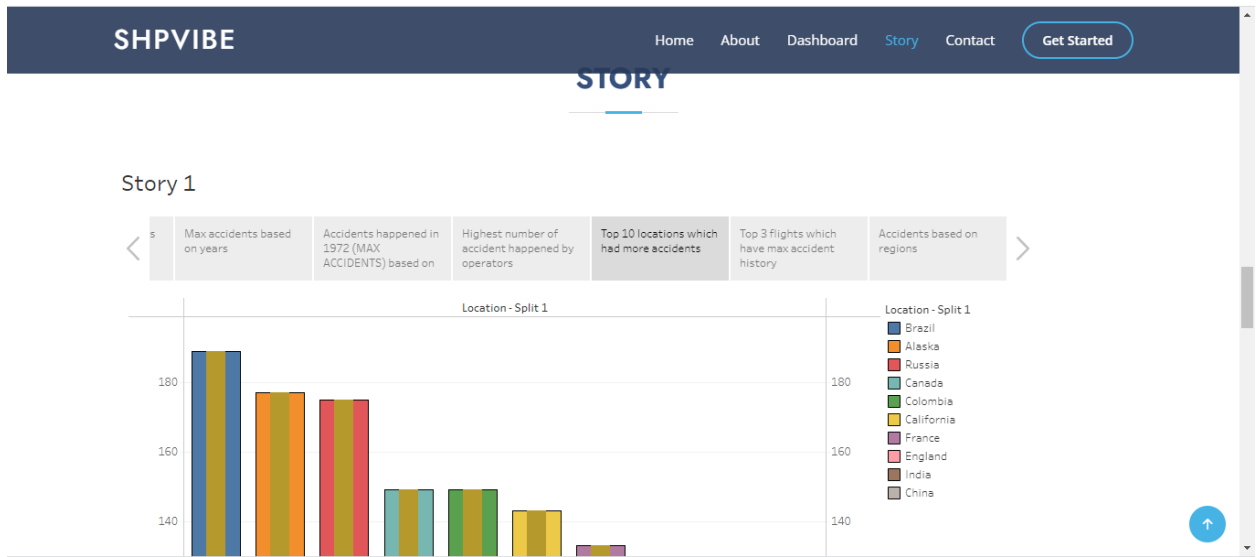 SHPVIBE
Home About Dashboard Story Contact Get Started
STORY
Story 1
s
Max accidents based
on years
Accidents happened in
1972 (MAX
ACCIDENTS) based on
Highest number of
accident happened by
operators
Top 10 locations which
had more accidents
Top 3 flights which
have max accident
history
Accidents based on
regions
Location - Split 1
180
160
140
180
160
140
Location - Split 1
Brazil
Alaska
Russia
Canada
Colombia
California
France
England
India
China